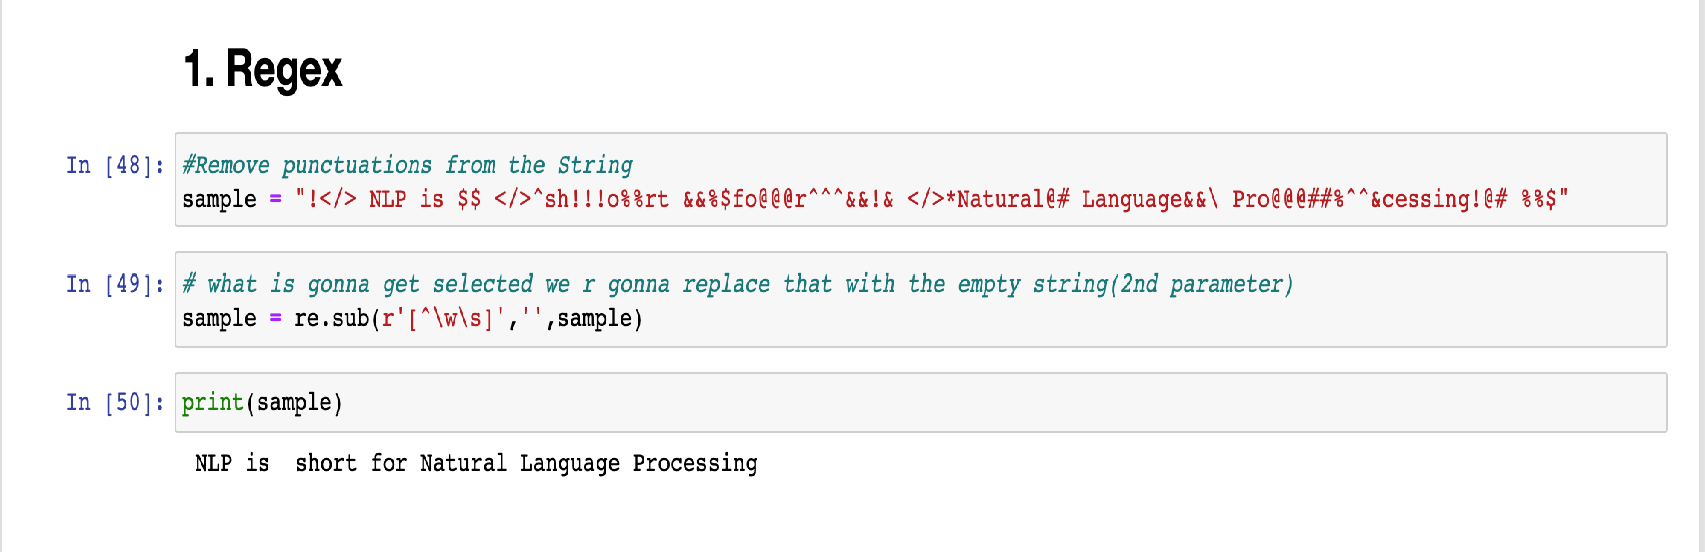 1. Regex
In [48]: #Remove punctuations from the String
sample = "!</> NLP is $$ </>^sh!!!o%%rt &&%$fo@@@r^^^&&!& </>*Natural@# Language&&\ Pro@@@##%^^&cessing!@# %%$"
In [49]: # what is gonna get selected we r gonna replace that with the empty string(2nd parameter)
sample = re.sub(r'[^\w\s]','',sample)
In [50]: print(sample)
NLP is  short for Natural Language Processing